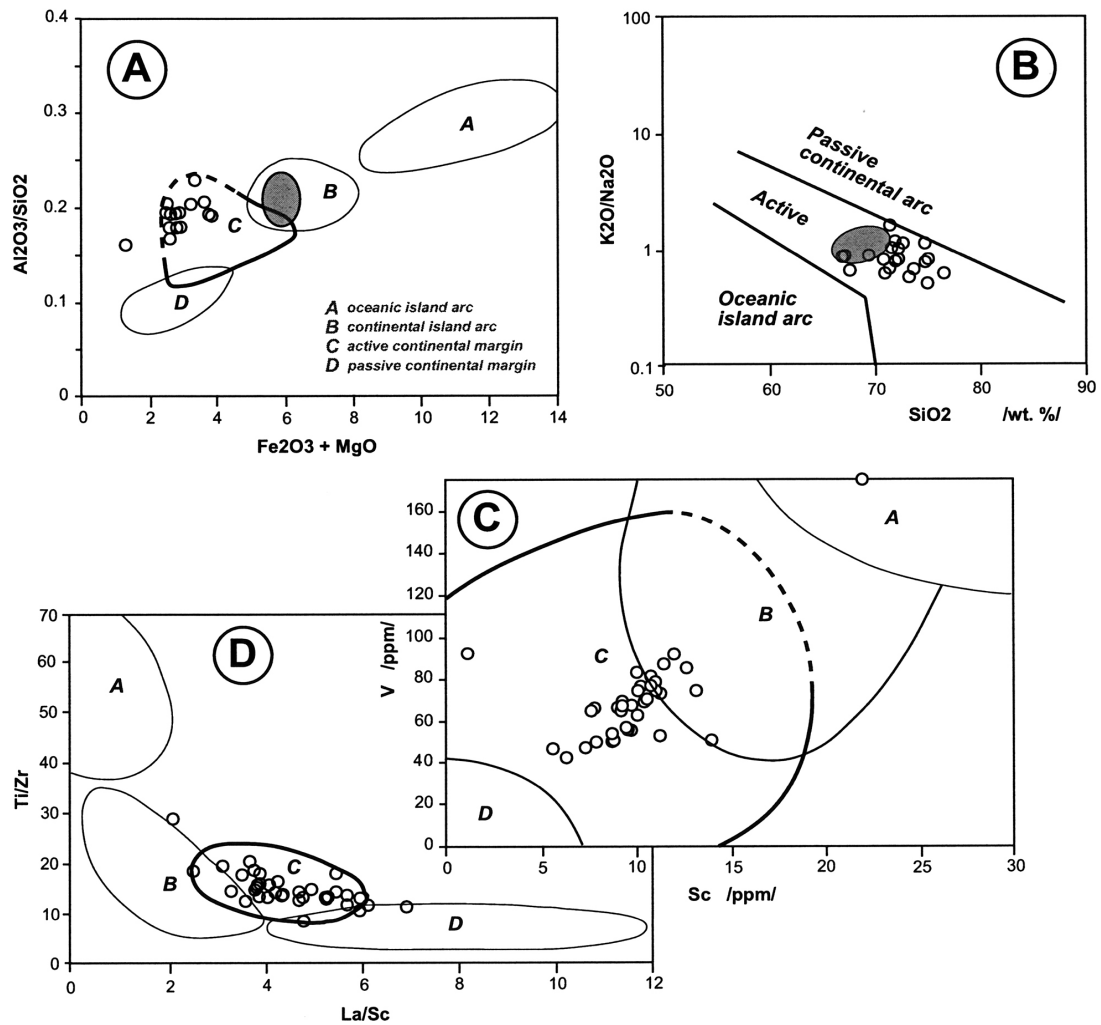 A
0.4
0.3
0.2
0.1
0
Al2O3/SiO2
A
B
C
D
A oceanic island arc
B continental island arc
C active continental margin
D passive continental margin
0 2 4 6 8 10 12 14
Fe2O3 + MgO
B
100
10
1
0.1
K2O/Na2O
Passive
continental arc
Active
Oceanic
island arc
50 60 70 80 90
SiO2 /wt. %/
C
160
140
120
100
80
60
40
20
0
V /ppm/
A
B
C
D
0 5 10 15 20 25 30
Sc /ppm/
D
70
60
50
40
30
20
10
0
Ti/Zr
A
B
C
D
0 2 4 6 8 10 12
La/Sc